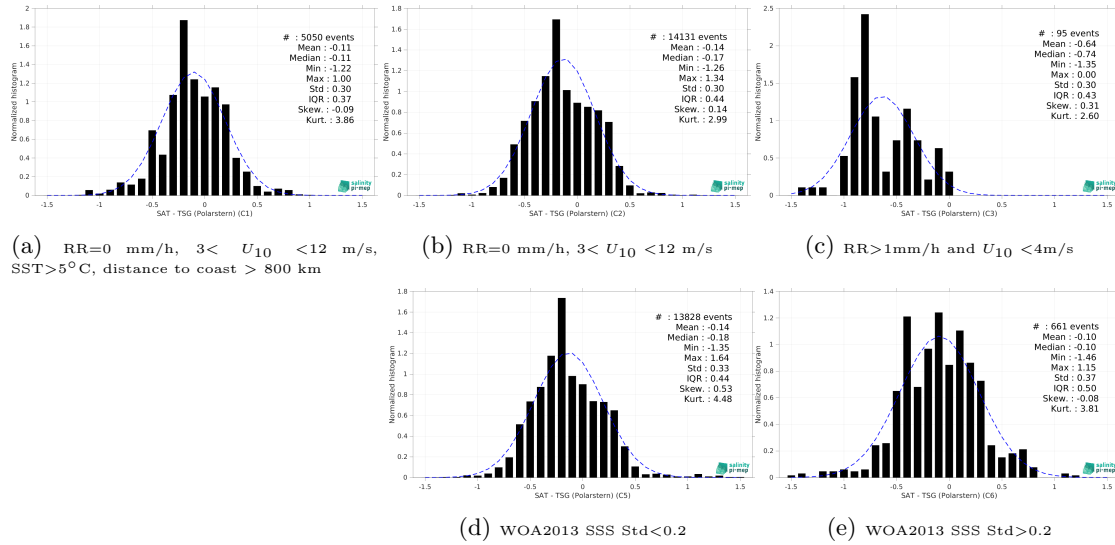 2
1.8
1.6
1.4
1.2
1
0.8
0.6
0.4
0.2
0
Normalized histogram
# : 5050 events
Mean : -0.11
Median : -0.11
Min : -1.22
Max : 1.00
Std : 0.30
IQR : 0.37
Skew. : -0.09
Kurt. : 3.86
salinity
pi-mep
-1.5 -1 -0.5 0 0.5 1 1.5
SAT - TSG (Polarstern) (C1)
(a) RR=0 mm/h, 3< U10 <12 m/s,
SST>5°C, distance to coast > 800 km
1.8
1.6
1.4
1.2
1
0.8
0.6
0.4
0.2
0
Normalized histogram
# : 14131 events
Mean : -0.14
Median : -0.17
Min : -1.26
Max : 1.34
Std : 0.30
IQR : 0.44
Skew. : 0.14
Kurt. : 2.99
salinity
pi-mep
-1.5 -1 -0.5 0 0.5 1 1.5
SAT - TSG (Polarstern) (C2)
(b) RR=0 mm/h, 3< U10 <12 m/s
2.5
2
1.5
1
0.5
0
Normalized histogram
# : 95 events
Mean : -0.64
Median : -0.74
Min : -1.35
Max : 0.00
Std : 0.30
IQR : 0.43
Skew. : 0.31
Kurt. : 2.60
salinity
pi-mep
-1.5 -1 -0.5 0 0.5 1 1.5
SAT - TSG (Polarstern) (C3)
(c) RR>1mm/h and U10 <4m/s
1.8
1.6
1.4
1.2
1
0.8
0.6
0.4
0.2
0
Normalized histogram
# : 13828 events
Mean : -0.14
Median : -0.18
Min : -1.35
Max : 1.64
Std : 0.33
IQR : 0.44
Skew. : 0.53
Kurt. : 4.48
salinity
pi-mep
-1.5 -1 -0.5 0 0.5 1 1.5
SAT - TSG (Polarstern) (C5)
(d) WOA2013 SSS Std<0.2
1.4
1.2
1
0.8
0.6
0.4
0.2
0
Normalized histogram
# : 661 events
Mean : -0.10
Median : -0.10
Min : -1.46
Max : 1.15
Std : 0.37
IQR : 0.50
Skew. : -0.08
Kurt. : 3.81
salinity
pi-mep
-1.5 -1 -0.5 0 0.5 1 1.5
SAT - TSG (Polarstern) (C6)
(e) WOA2013 SSS Std>0.2